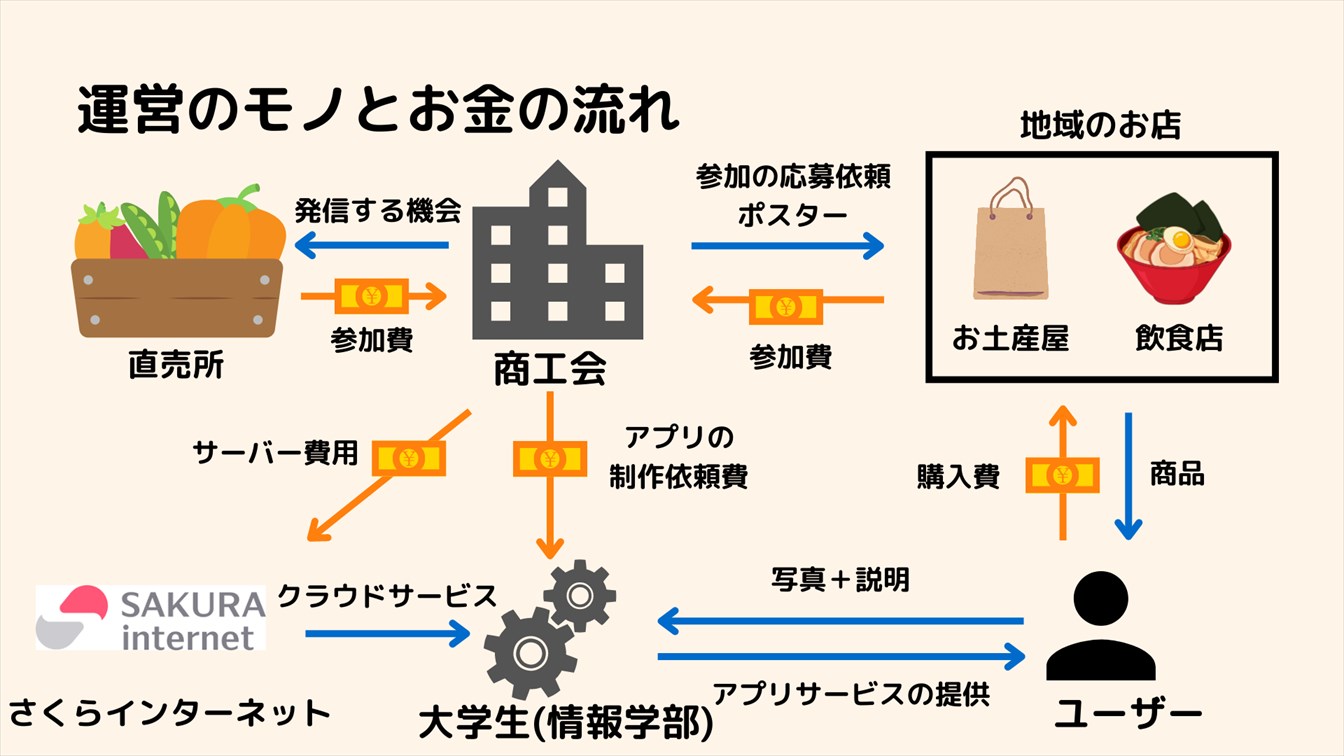 運営のモノとお金の流れ
地域のお店
発信する機会
参加の応募依頼
ポスター
¥
参加費
¥
参加費
直売所
商工会
お土産屋
飲食店
サーバー費用
¥
¥
アプリの
制作依頼費
購入費
¥
商品
SAKURA
internet
クラウドサービス
写真＋説明
アプリサービスの提供
さくらインターネット
大学生(情報学部)
ユーザー